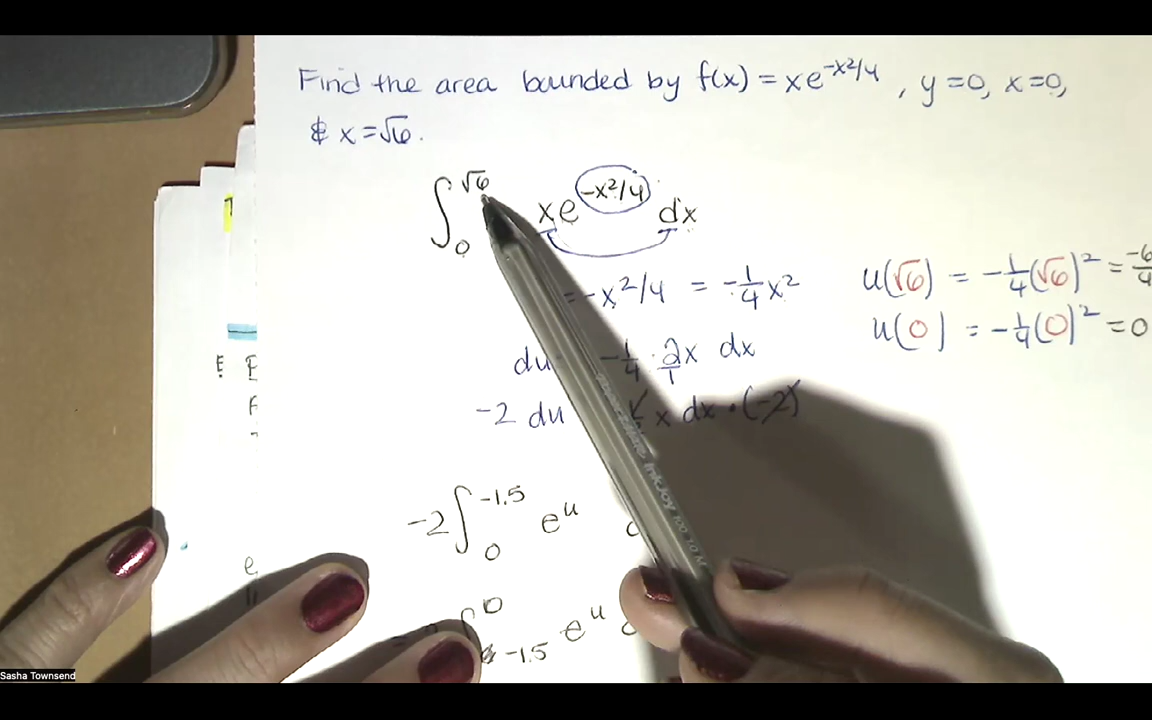 Find the area bounded by f(x) = xe^{-x²/4}, y=0, x=0,
& x=√6.
∫_0^{√6} xe^{-x²/4} dx
= -x²/4 = -1/4 x²
u(√6) = -1/4(√6)² = -6/4
u(0) = -1/4(0)² = 0
du -1/4 · 2x/1 dx
-2 du x dx · (-2)
-2∫_0^{-1.5} e^u
= ∫_{-1.5}^0 e^u
Sasha Townsend